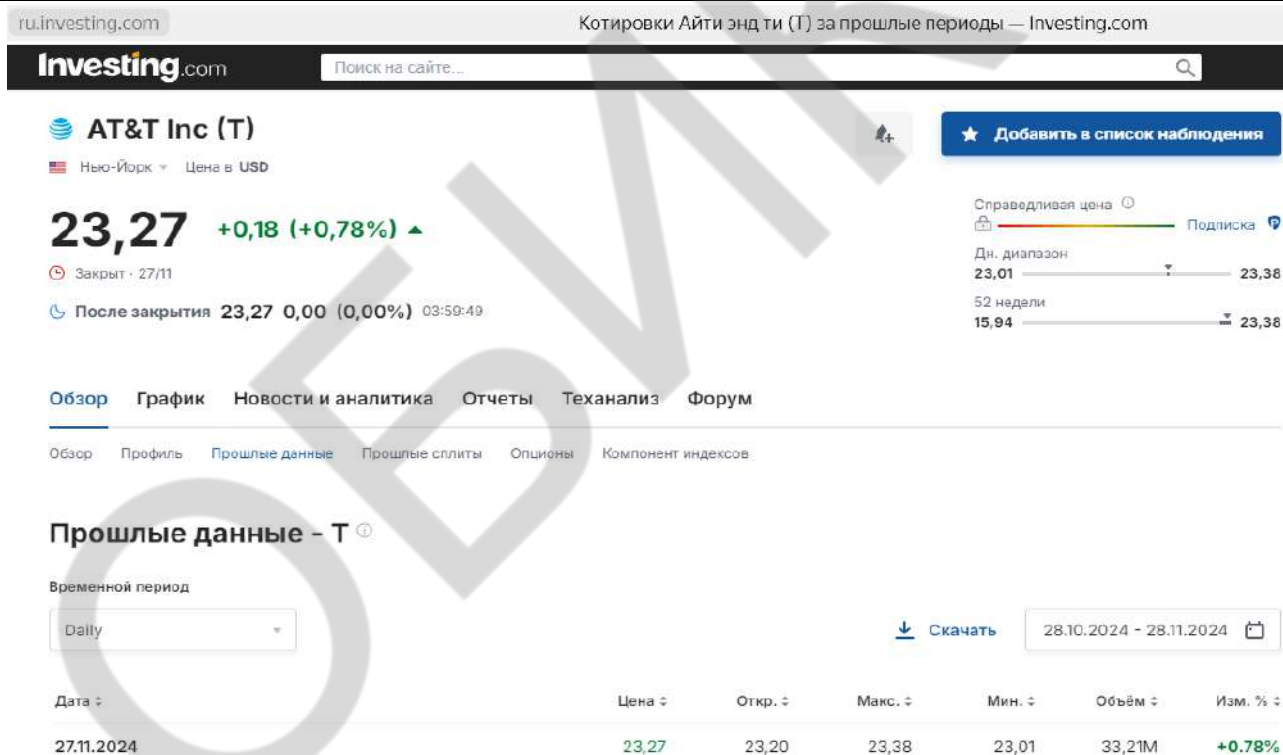 ru.investing.com
Котировки Айти энд ти (T) за прошлые периоды — Investing.com
Investing.com
Поиск на сайте...
AT&T Inc (T)
Добавить в список наблюдения
Нью-Йорк Цена в USD
23,27 +0,18 (+0,78%)
Закрыт · 27/11
После закрытия 23,27 0,00 (0,00%) 03:59:49
Справедливая цена
Подписка
Дн. диапазон
23,01 23,38
52 недели
15,94 23,38
Обзор График Новости и аналитика Отчеты Теханализ Форум
Обзор Профиль Прошлые данные Прошлые сплиты Опционы Компонент индексов
Прошлые данные - T
Временной период
Daily
Скачать
28.10.2024 - 28.11.2024
Дата Цена Откр. Макс. Мин. Объём Изм. %
27.11.2024 23,27 23,20 23,38 23,01 33,21M +0.78%
ОБИ